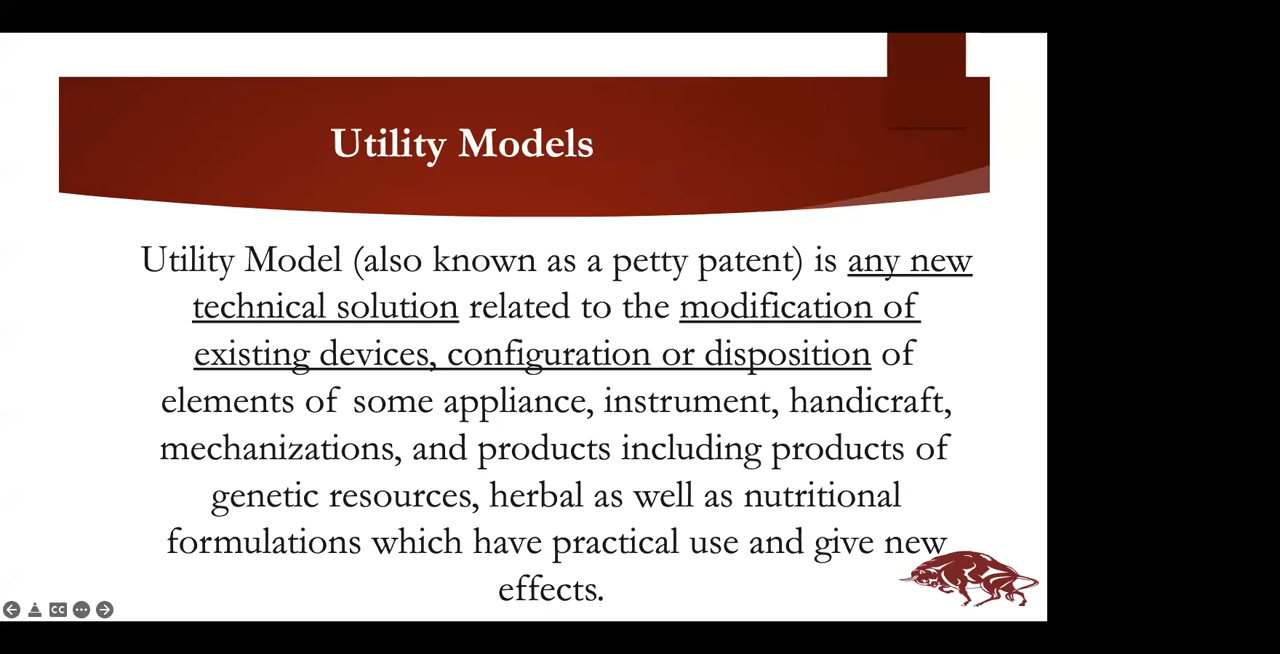 Utility Models
Utility Model (also known as a petty patent) is any new
technical solution related to the modification of
existing devices, configuration or disposition of
elements of some appliance, instrument, handicraft,
mechanizations, and products including products of
genetic resources, herbal as well as nutritional
formulations which have practical use and give new
effects.
CC